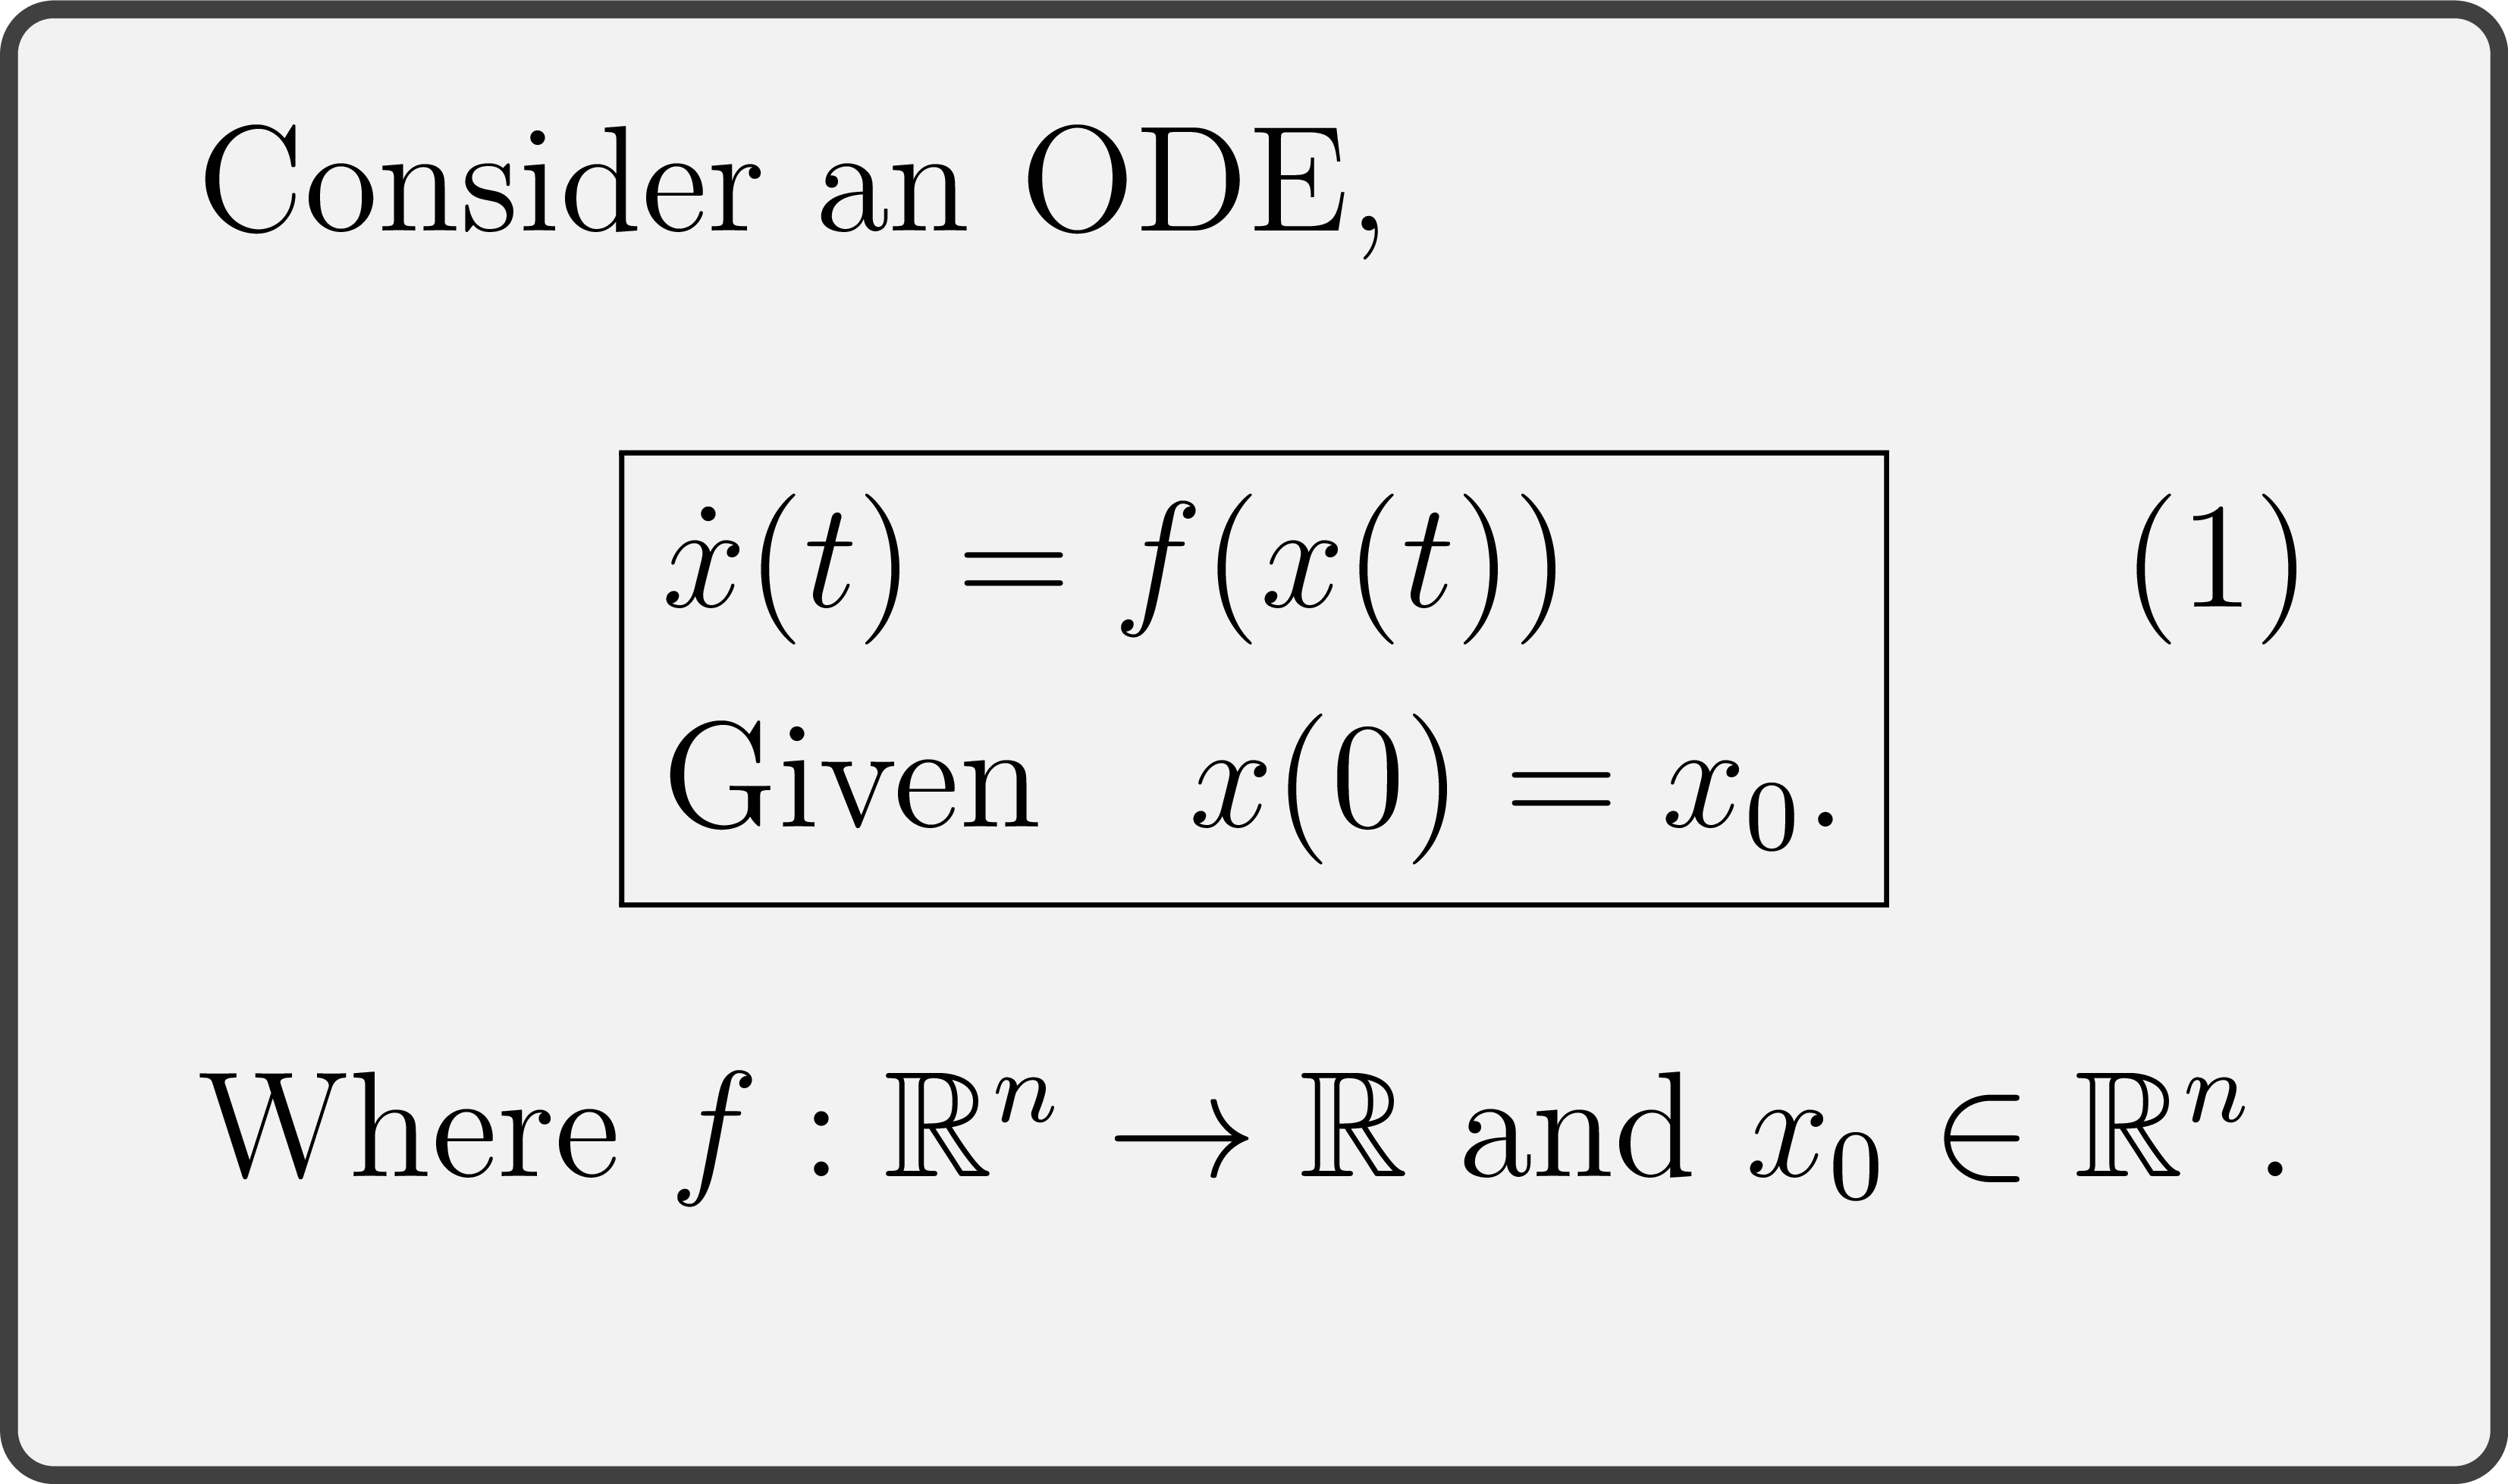 Consider an ODE,
ẋ(t) = f(x(t)) (1)
Given x(0) = x₀.
Where f : ℝⁿ → ℝ and x₀ ∈ ℝⁿ.